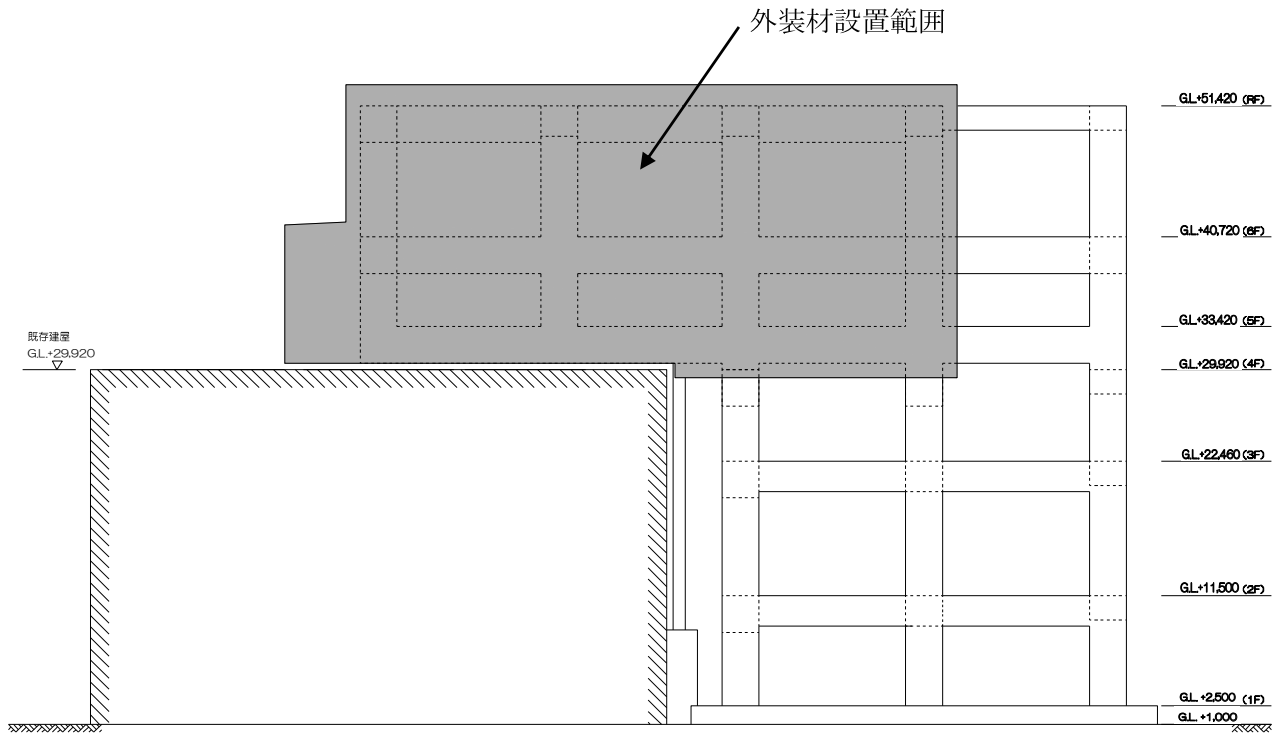 外装材設置範囲
G.L.+51,420 (RF)
G.L.+40,720 (6F)
G.L.+33,420 (5F)
既存建屋
G.L.+29,920
G.L.+29,920 (4F)
G.L.+22,460 (3F)
G.L.+11,500 (2F)
G.L. +2,500 (1F)
G.L. +1,000